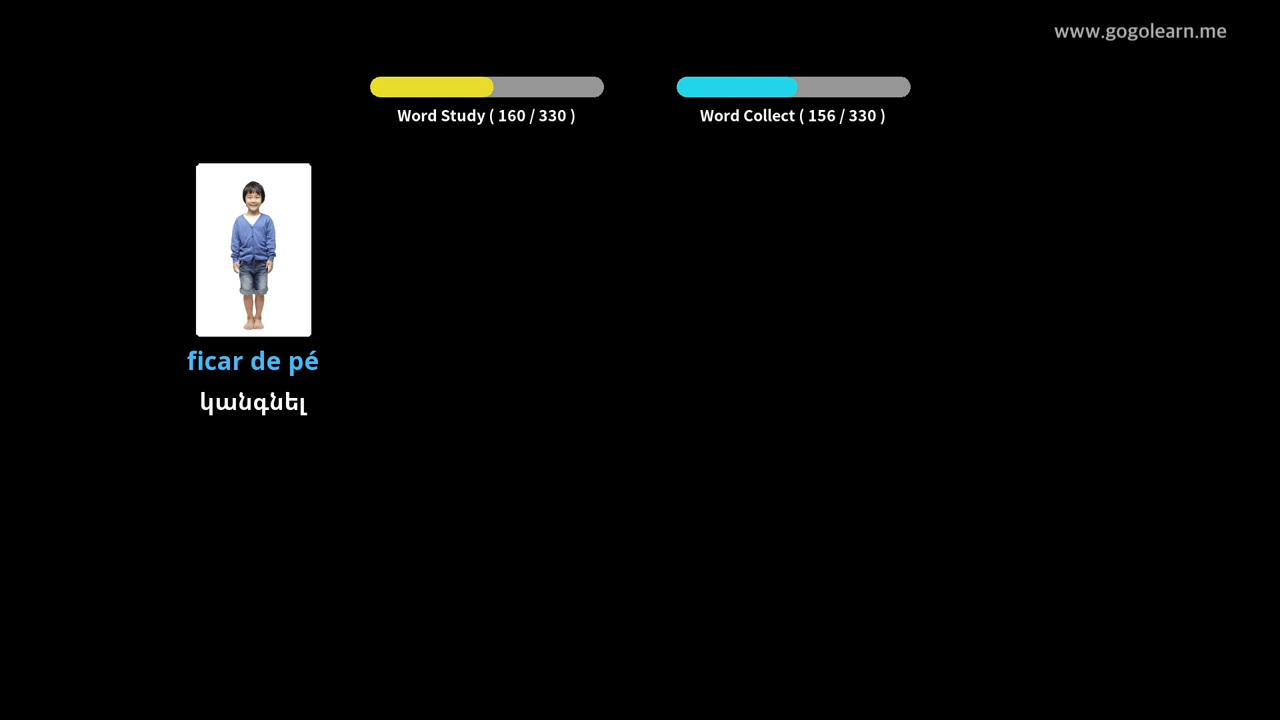 www.gogolearn.me
Word Study ( 160 / 330 )
Word Collect ( 156 / 330 )
ficar de pé
կանգնել